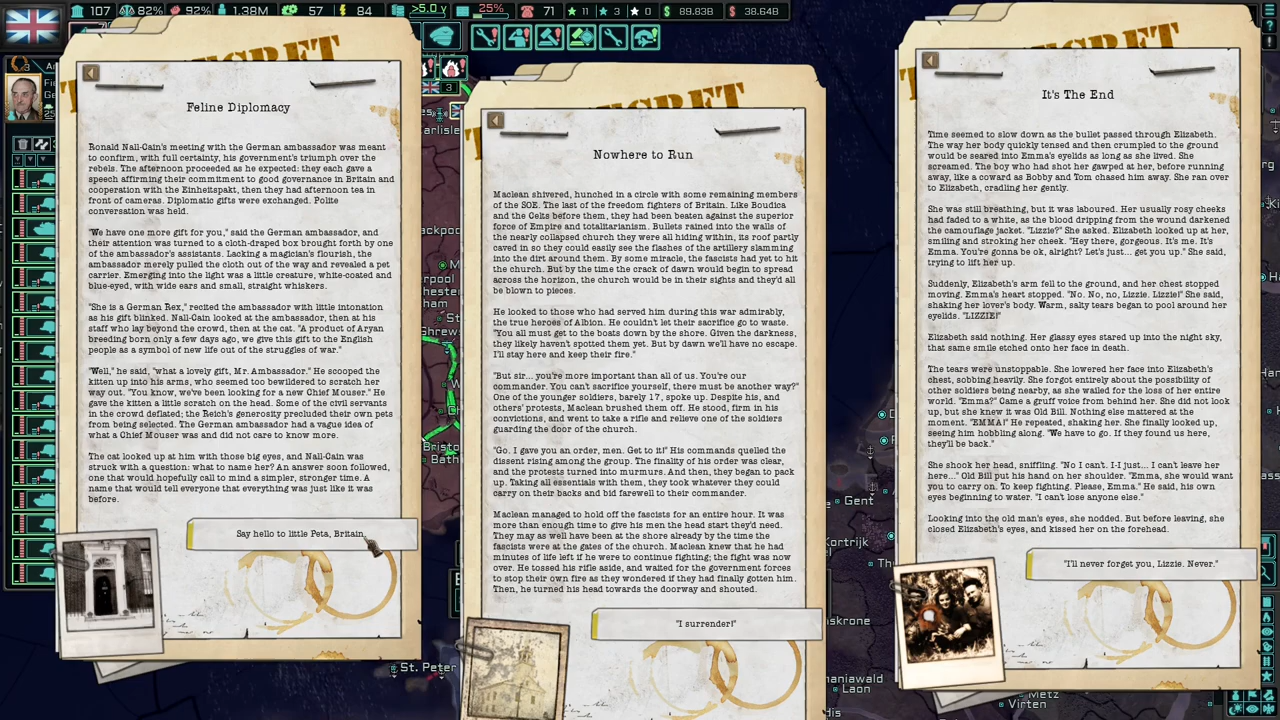 107
82%
92%
1,38M
57
84
>5.0 y
25%
71
11
3
0
89.83B
38.64B
SECRET
Feline Diplomacy
Ronald Nall-Cain's meeting with the German ambassador was meant
to confirm, with full certainty, his government's triumph over the
rebels. The afternoon proceeded as he expected: they each gave a
speech affirming their commitment to good governance in Britain and
cooperation with the Einheitspakt, then they had afternoon tea in
front of cameras. Diplomatic gifts were exchanged. Polite
conversation was held.
"We have one more gift for you," said the German ambassador, and
their attention was turned to a cloth-draped box brought forth by one
of the ambassador's assistants. Lacking a magician's flourish, the
ambassador merely pulled the cloth out of the way and revealed a pet
carrier. Emerging into the light was a little creature, white-coated and
blue-eyed, with wide ears and small, straight whiskers.
"She is a German Rex," recited the ambassador with little intonation
as his gift blinked. Nall-Cain looked at the ambassador, then at his
staff who lay beyond the crowd, then at the cat. "A product of Aryan
breeding born only a few days ago, we give this gift to the English
people as a symbol of new life out of the struggles of war."
"Well," he said, "what a lovely gift, Mr. Ambassador." He scooped the
kitten up into his arms, who seemed too bewildered to scratch her
way out. "You know, we've been looking for a new Chief Mouser." He
gave the kitten a little scratch on the head. Some of the civil servants
in the crowd deflated; the Reich's generosity precluded their own pets
from being selected. The German ambassador had a vague idea of
what a Chief Mouser was and did not care to know more.
The cat looked up at him with those big eyes, and Nall-Cain was
struck with a question: what to name her? An answer soon followed,
one that would hopefully call to mind a simpler, stronger time. A
name that would tell everyone that everything was just like it was
before.
Say hello to little Peta, Britain.
Nowhere to Run
Maclean shivered, hunched in a circle with some remaining members
of the SOE. The last of the freedom fighters of Britain. Like Boudica
and the Celts before them, they had been beaten against the superior
force of Empire and totalitarianism. Bullets rained into the walls of
the nearly collapsed church they were all hiding within, its roof partly
caved in so they could easily see the flashes of the artillery slamming
into the dirt around them. By some miracle, the fascists had yet to hit
the church. But by the time the crack of dawn would begin to spread
across the horizon, the church would be in their sights and they'd all
be blown to pieces.
He looked to those who had served him during this war admirably,
the true heroes of Albion. He couldn't let their sacrifice go to waste.
"You all must get to the boats down by the shore. Given the darkness,
they likely haven't spotted them yet. But by dawn we'll have no escape.
I'll stay here and keep their fire."
"But sir... you're more important than all of us. You're our
commander. You can't sacrifice yourself, there must be another way?"
One of the younger soldiers, barely 17, spoke up. Despite his, and
others' protests, Maclean brushed them off. He stood, firm in his
convictions, and went to take a rifle and relieve one of the soldiers
guarding the door of the church.
"Go. I gave you an order, men. Get to it!" His commands quelled the
dissent rising among the group. The finality of his order was clear,
and the protests turned into murmurs. And then, they began to pack
up. Taking all essentials with them, they took whatever they could
carry on their backs and bid farewell to their commander.
Maclean managed to hold off the fascists for an entire hour. It was
more than enough time to give his men the head start they'd need.
They may as well have been at the shore already by the time the
fascists were at the gates of the church. Maclean knew that he had
minutes of life left if he were to continue fighting; the fight was now
over. He tossed his rifle aside, and waited for the government forces
to stop their own fire as they wondered if they had finally gotten him.
Then, he turned his head towards the doorway and shouted.
"I surrender!"
It's The End
Time seemed to slow down as the bullet passed through Elizabeth.
The way her body quickly tensed and then crumpled to the
ground would be seared into Emma's eyelids as long as she lived. She
screamed. The boy who had shot her gawped at her, before running
away, like a coward as Bobby and Tom chased him away. She ran over
to Elizabeth, cradling her gently.
She was still breathing, but it was laboured. Her usually rosy cheeks
had faded to a white, as the blood dripping from the wound darkened
the camouflage jacket. "Lizzie?" She asked. Elizabeth looked up at her,
smiling and stroking her cheek. "Hey there, gorgeous. It's me. It's
Emma. You're gonna be ok, alright? Let's just... get you up." She said,
trying to lift her up.
Suddenly, Elizabeth's arm fell to the ground, and her chest stopped
moving. Emma's heart stopped. "No. No, no, Lizzie. Lizzie!" She said,
shaking her lover's body. Warm, salty tears began to pool around her
eyelids. "LIZZIE!"
Elizabeth said nothing. Her glassy eyes stared up into the night sky,
that same smile etched onto her face in death.
The tears were unstoppable. She lowered her face into Elizabeth's
chest, sobbing heavily. She forgot entirely about the possibility of
other soldiers being nearby, as she wailed for the loss of her entire
world. "Emma?" Came a gruff voice from behind her. She did not look
up, but she knew it was Old Bill. Nothing else mattered at the
moment. "EMMA!" He repeated, shaking her. She finally looked up,
seeing him hobbling along. "We have to go. If they found us here,
they'll be back."
She shook her head, sniffling. "No I can't. I-I just... I can't leave her
here..." Old Bill put his hand on her shoulder. "Emma, she would want
you to carry on. To keep fighting. Please, Emma." He said, his own
eyes beginning to water. "I can't lose anyone else."
Looking into the old man's eyes, she nodded. But before leaving, she
closed Elizabeth's eyes, and kissed her on the forehead.
"I'll never forget you, Lizzie. Never."
3
Gent
Kortrijk
St. Peter
Laon
Metz
Virten
Bath